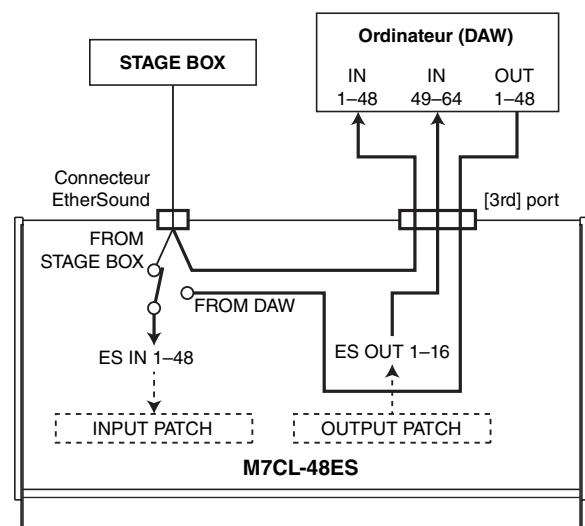 STAGE BOX
Ordinateur (DAW)
IN
1–48
IN
49–64
OUT
1–48
Connecteur
EtherSound
[3rd] port
FROM
STAGE BOX
FROM DAW
ES IN 1–48
ES OUT 1–16
INPUT PATCH
OUTPUT PATCH
M7CL-48ES